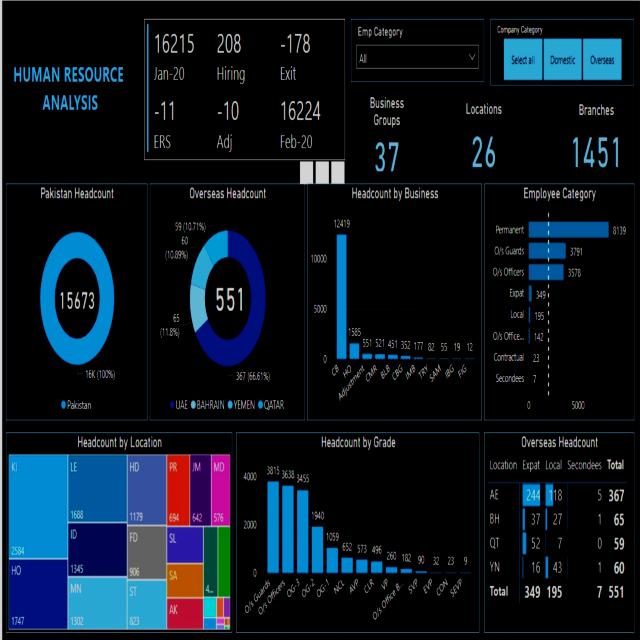 HUMAN RESOURCE
ANALYSIS
16215 208 -178
Jan-20 Hiring Exit
-11 -10 16224
ERS Adj Feb-20
Emp Category
All
Company Category
Select all Domestic Overseas
Business
Groups
37
Locations
26
Branches
1451
Pakistan Headcount
15673
16K (100%)
Pakistan
Overseas Headcount
59 (10.71%)
60
(10.89%)
551
65
(11.8%)
367 (66.61%)
UAE BAHRAIN YEMEN QATAR
Headcount by Business
12419
10000
5000
0
1585 551 521 451 352 177 82 55 19 12
CB HO Adjustment CMR BLB CBG IMB TRY SAM IBG FIG
Employee Category
Permanent 8139
O/s Guards 3791
O/s Officers 3578
Expat 349
Local 195
O/s Office... 142
Contractual 23
Secondees 7
0 5000
Headcount by Location
KI
2584
HO
1747
LE
1688
ID
1345
MN
1302
HD
1179
FD
906
ST
823
PR
694
JM
642
MD
576
SL
SA
AK
4...
Headcount by Grade
4000
2000
0
3815 3638 3455 1940 1059 652 573 496 260 182 90 32 23 9
O/s Guards O/s Officers OG-3 OG-2 OG-1 NCL AVP CLR VP O/s Office B... SVP EVP CON SEVP
Overseas Headcount
Location Expat Local Secondees Total
AE 244 118 5 367
BH 37 27 1 65
QT 52 7 0 59
YN 16 43 1 60
Total 349 195 7 551